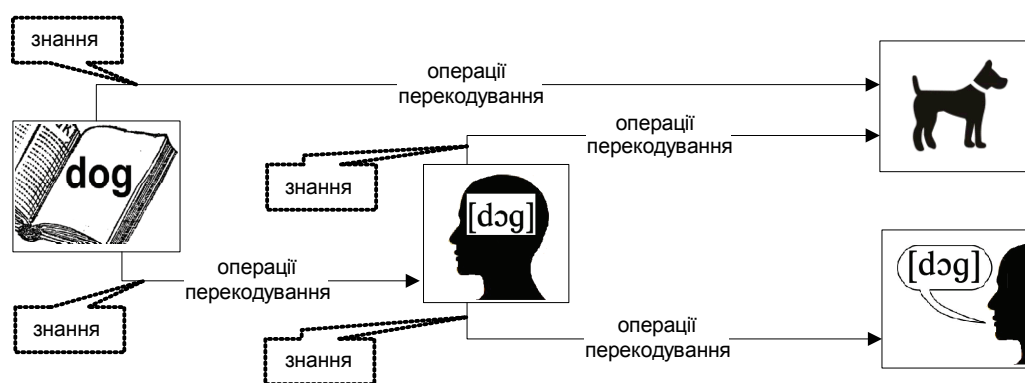 знання
операції
перекодування
операції
перекодування
dog
знання
[dɔg]
операції
перекодування
[dɔg]
знання
операції
перекодування
знання